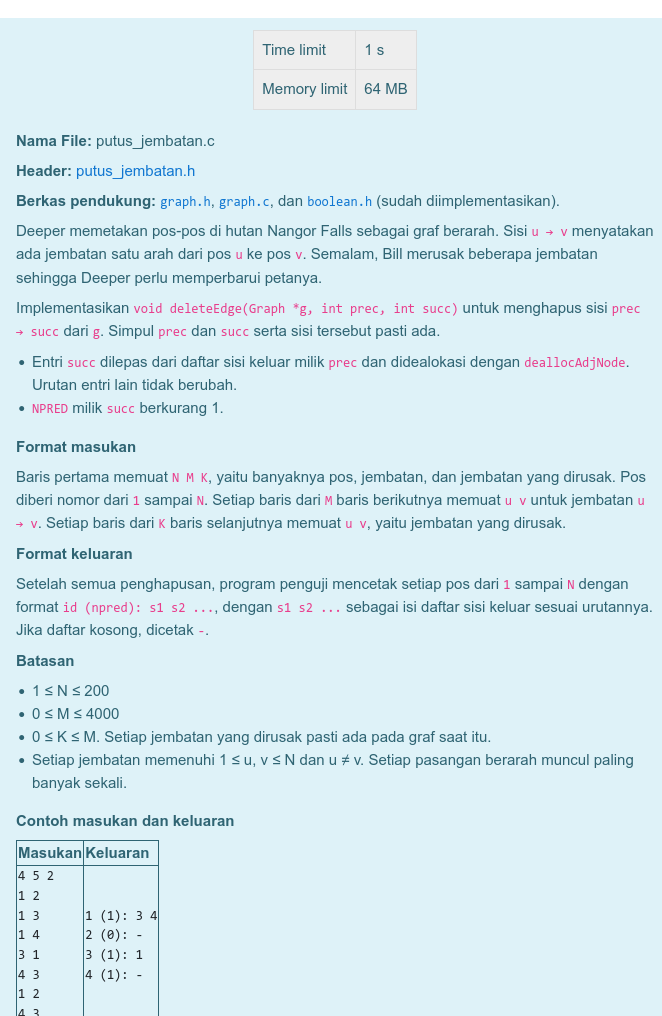 Time limit 1 s
Memory limit 64 MB
Nama File: putus_jembatan.c
Header: putus_jembatan.h
Berkas pendukung: graph.h, graph.c, dan boolean.h (sudah diimplementasikan).
Deeper memetakan pos-pos di hutan Nangor Falls sebagai graf berarah. Sisi u → v menyatakan
ada jembatan satu arah dari pos u ke pos v. Semalam, Bill merusak beberapa jembatan
sehingga Deeper perlu memperbarui petanya.
Implementasikan void deleteEdge(Graph *g, int prec, int succ) untuk menghapus sisi prec
→ succ dari g. Simpul prec dan succ serta sisi tersebut pasti ada.
• Entri succ dilepas dari daftar sisi keluar milik prec dan didealokasi dengan deallocAdjNode.
Urutan entri lain tidak berubah.
• NPRED milik succ berkurang 1.
Format masukan
Baris pertama memuat N M K, yaitu banyaknya pos, jembatan, dan jembatan yang dirusak. Pos
diberi nomor dari 1 sampai N. Setiap baris dari M baris berikutnya memuat u v untuk jembatan u
→ v. Setiap baris dari K baris selanjutnya memuat u v, yaitu jembatan yang dirusak.
Format keluaran
Setelah semua penghapusan, program penguji mencetak setiap pos dari 1 sampai N dengan
format id (npred): s1 s2 ..., dengan s1 s2 ... sebagai isi daftar sisi keluar sesuai urutannya.
Jika daftar kosong, dicetak -.
Batasan
• 1 ≤ N ≤ 200
• 0 ≤ M ≤ 4000
• 0 ≤ K ≤ M. Setiap jembatan yang dirusak pasti ada pada graf saat itu.
• Setiap jembatan memenuhi 1 ≤ u, v ≤ N dan u ≠ v. Setiap pasangan berarah muncul paling
banyak sekali.
Contoh masukan dan keluaran
Masukan Keluaran
4 5 2
1 2
1 3
1 4
3 1
4 3
1 2
4 3
1 (1): 3 4
2 (0): -
3 (1): 1
4 (1): -